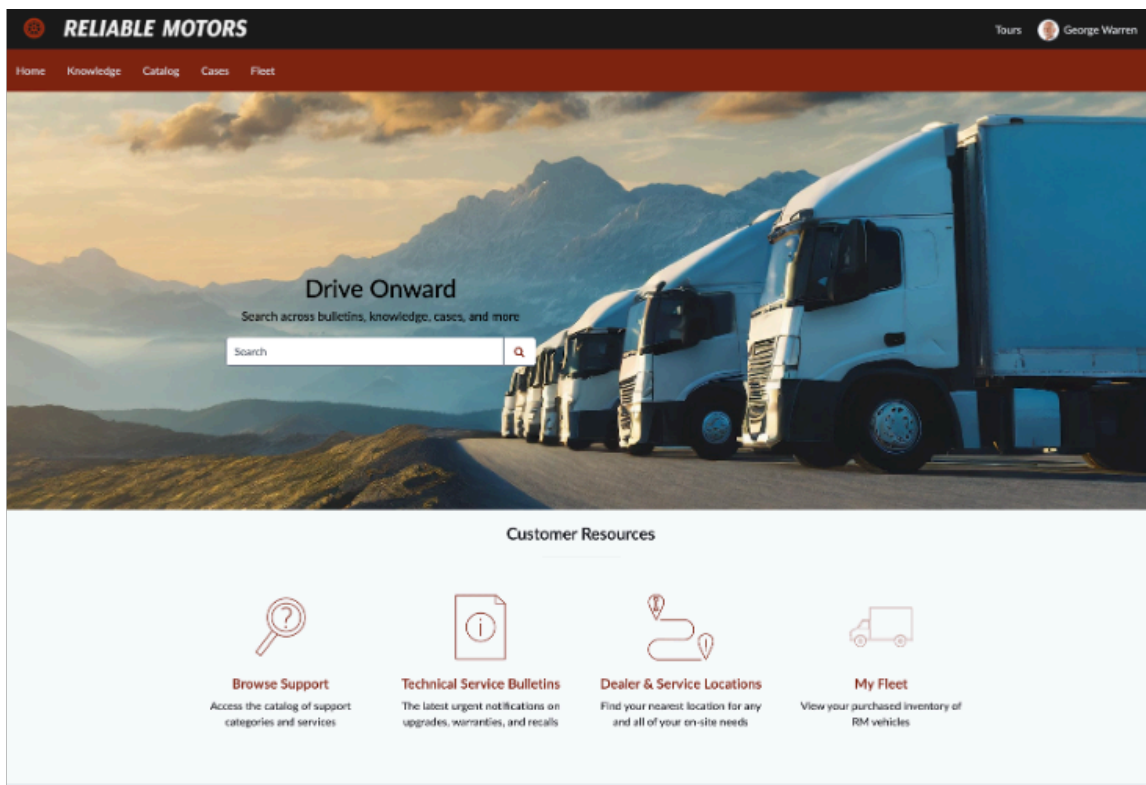 RELIABLE MOTORS
Tours
George Warren
Home
Knowledge
Catalog
Cases
Fleet
Drive Onward
Search across bulletins, knowledge, cases, and more
Search
Customer Resources
Browse Support
Access the catalog of support
categories and services
Technical Service Bulletins
The latest urgent notifications on
upgrades, warranties, and recalls
Dealer & Service Locations
Find your nearest location for any
and all of your on-site needs
My Fleet
View your purchased inventory of
RM vehicles